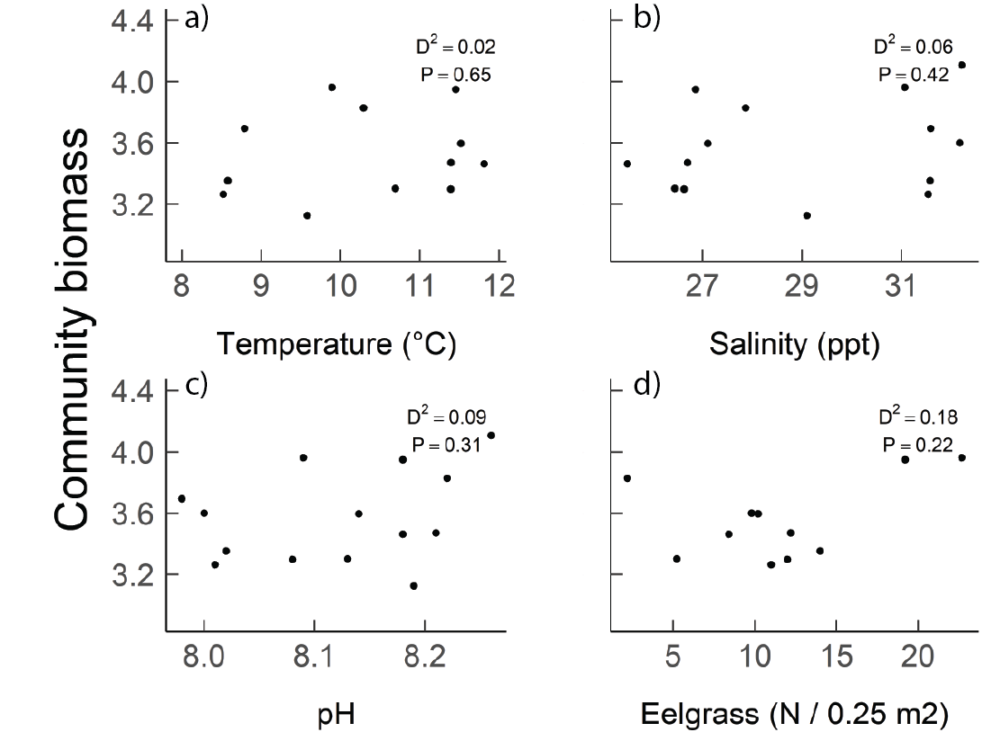 Community biomass
a)
D2 = 0.02
P = 0.65
4.4
4.0
3.6
3.2
8 9 10 11 12
Temperature (°C)
b)
D2 = 0.06
P = 0.42
27 29 31
Salinity (ppt)
c)
D2 = 0.09
P = 0.31
4.4
4.0
3.6
3.2
8.0 8.1 8.2
pH
d)
D2 = 0.18
P = 0.22
5 10 15 20
Eelgrass (N / 0.25 m2)